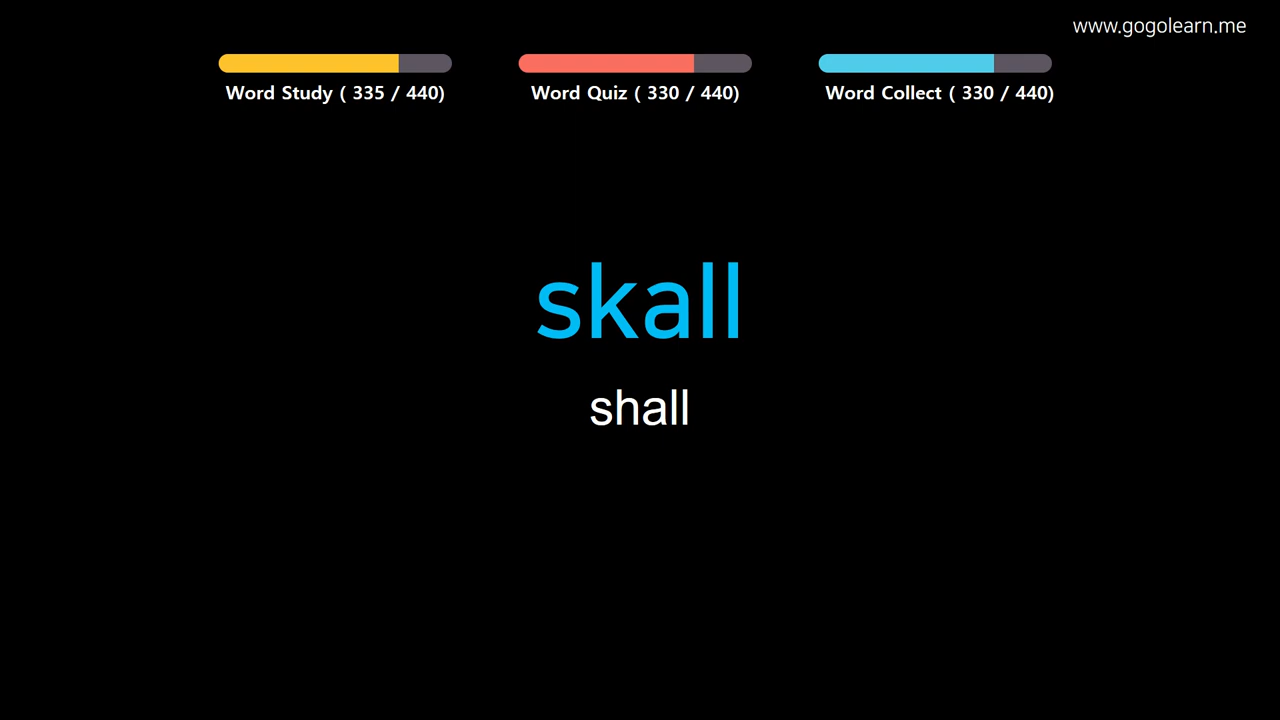 www.gogolearn.me
Word Study ( 335 / 440)
Word Quiz ( 330 / 440)
Word Collect ( 330 / 440)
skall
shall